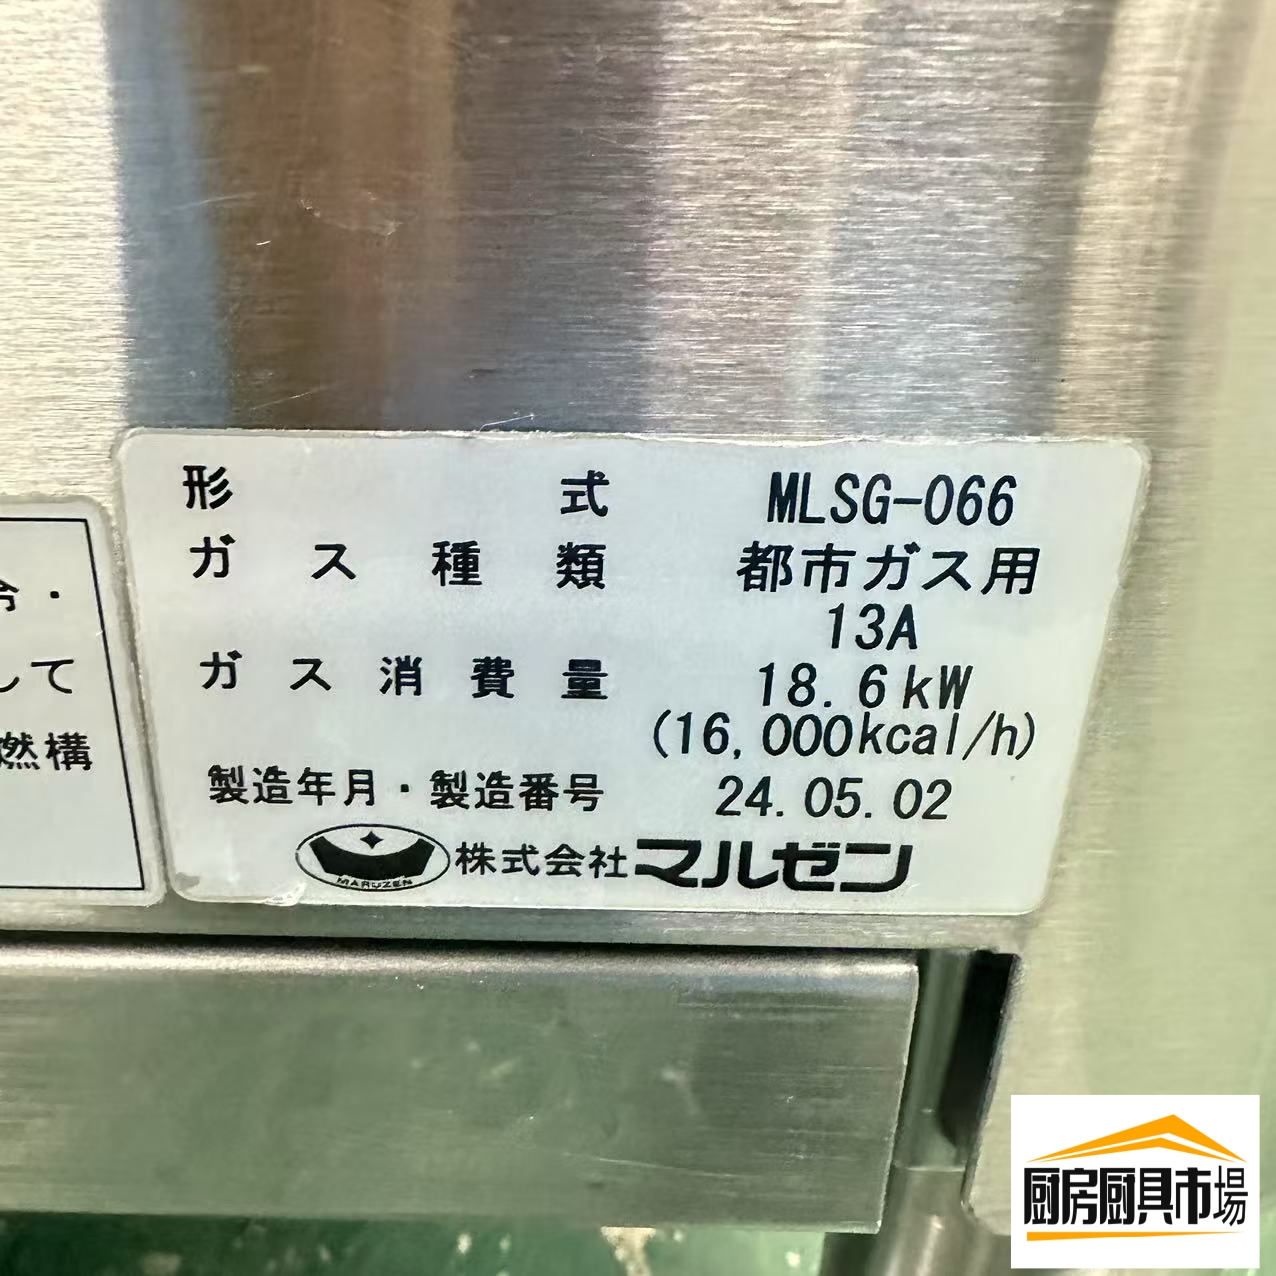 形式 MLSG-066
ガス種類 都市ガス用
13A
ガス消費量 18.6kW
(16,000kcal/h)
製造年月・製造番号 24.05.02
MARUZEN 株式会社マルゼン
・
して
燃構
厨房厨具市場